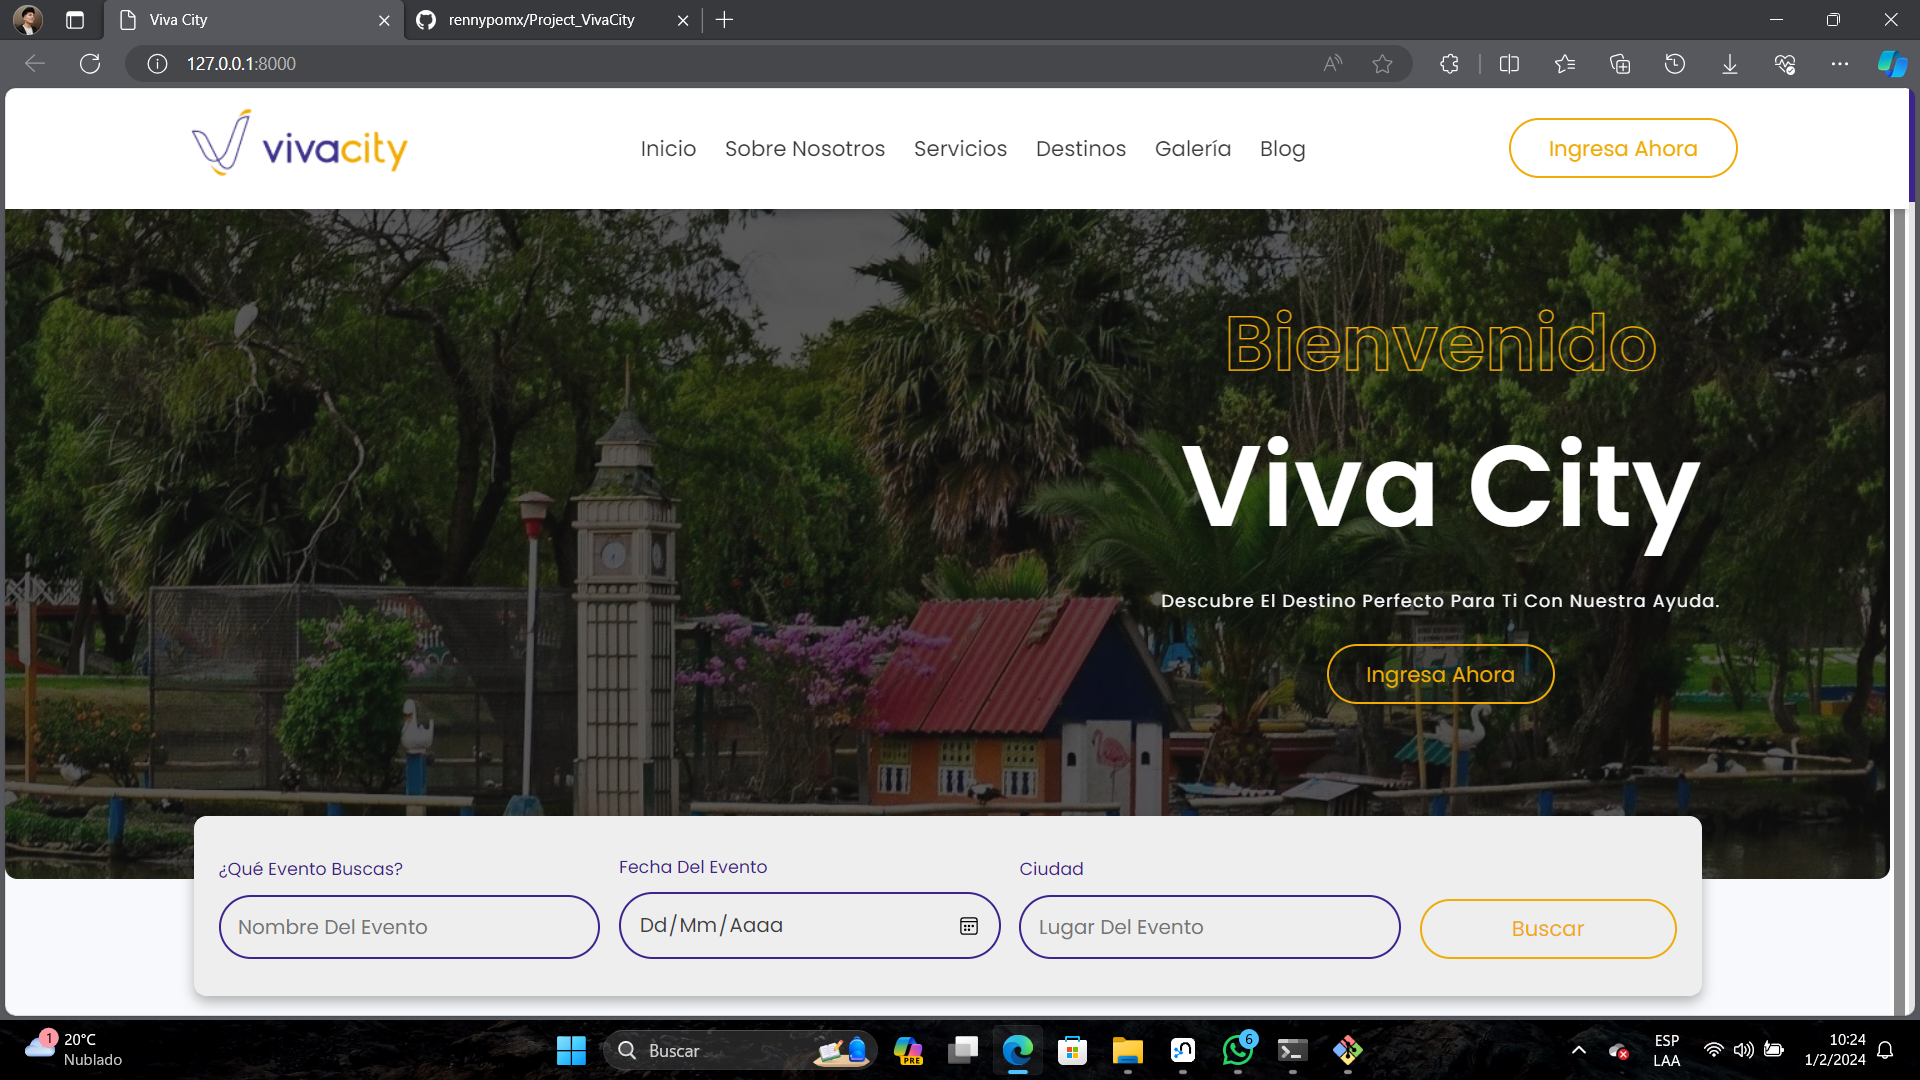 Viva City
rennypomx/Project_VivaCity
127.0.0.1:8000
vivacity
Inicio Sobre Nosotros Servicios Destinos Galería Blog
Ingresa Ahora
Bienvenido
Viva City
Descubre El Destino Perfecto Para Ti Con Nuestra Ayuda.
Ingresa Ahora
¿Qué Evento Buscas?
Fecha Del Evento
Ciudad
Nombre Del Evento
Dd/Mm/Aaaa
Lugar Del Evento
Buscar
1
20°C
Nublado
Buscar
PRE
6
ESP
LAA
10:24
1/2/2024